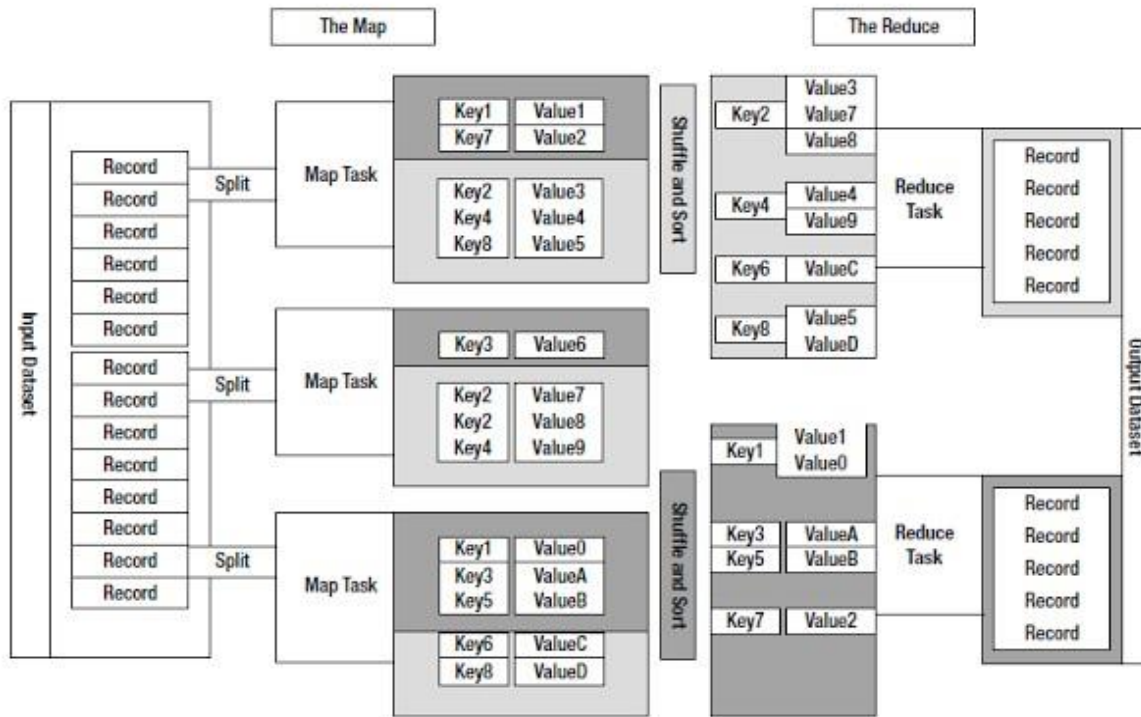 The Map
The Reduce
Input Dataset
Record
Record
Record
Record
Record
Record
Record
Record
Record
Record
Record
Record
Record
Record
Split
Split
Split
Map Task
Map Task
Map Task
Key1 Value1
Key7 Value2
Key2 Value3
Key4 Value4
Key8 Value5
Key3 Value6
Key2 Value7
Key2 Value8
Key4 Value9
Key1 Value0
Key3 ValueA
Key5 ValueB
Key6 ValueC
Key8 ValueD
Shuffle and Sort
Shuffle and Sort
Value3
Key2 Value7
Value8
Key4 Value4
Value9
Key6 ValueC
Key8 Value5
ValueD
Key1 Value1
Value0
Key3 ValueA
Key5 ValueB
Key7 Value2
Reduce
Task
Reduce
Task
Record
Record
Record
Record
Record
Record
Record
Record
Record
Record
Output Dataset